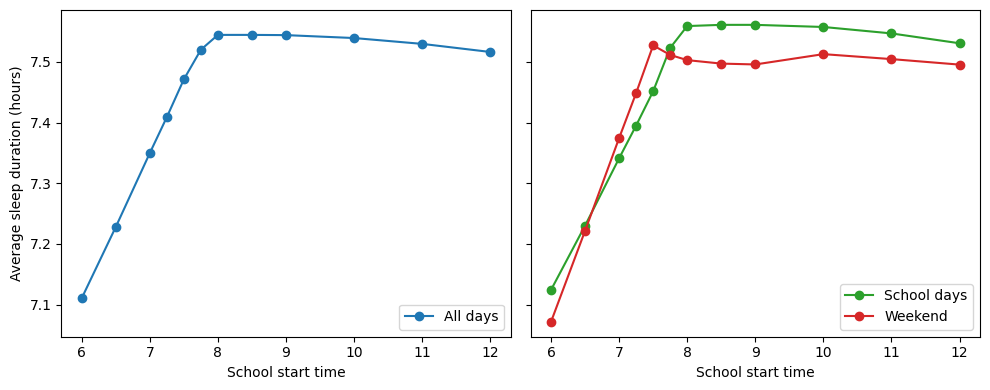 Average sleep duration (hours)
7.5
7.4
7.3
7.2
7.1
6 7 8 9 10 11 12
School start time
All days
6 7 8 9 10 11 12
School start time
School days
Weekend